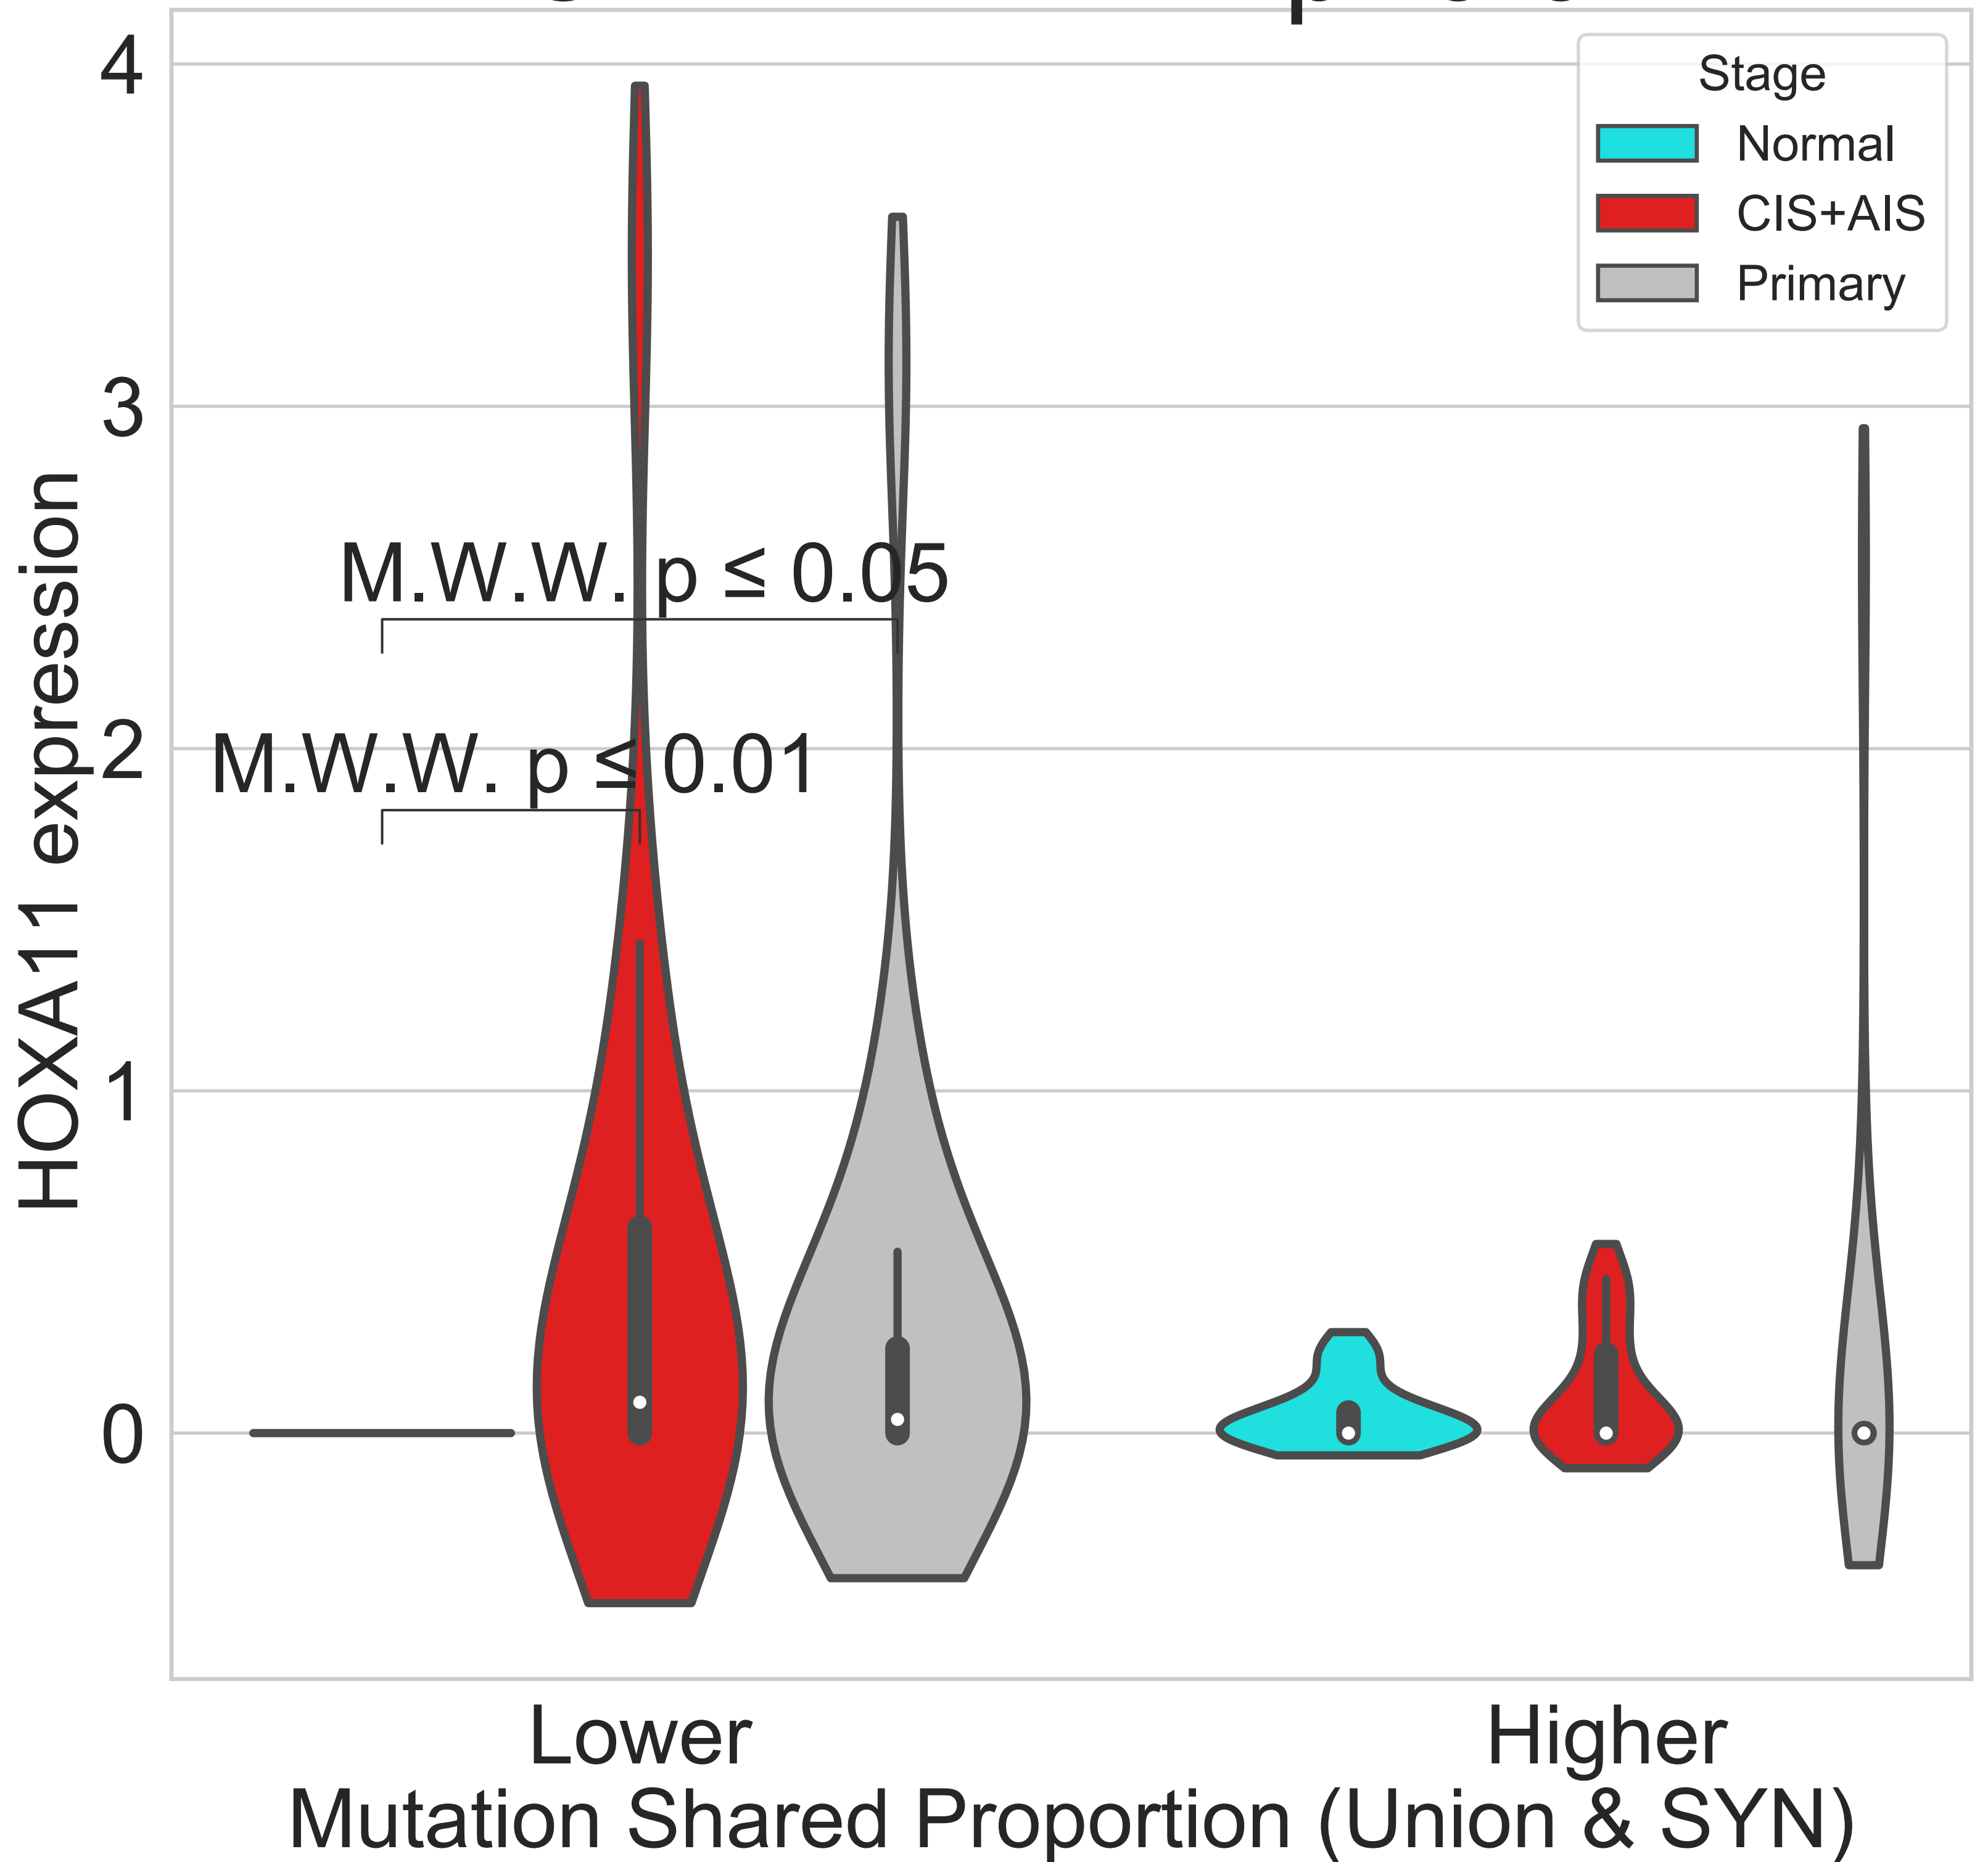 4
3
2
1
0
HOXA11 expression
Stage
Normal
CIS+AIS
Primary
M.W.W. p ≤ 0.05
M.W.W. p ≤ 0.01
Lower
Higher
Mutation Shared Proportion (Union & SYN)